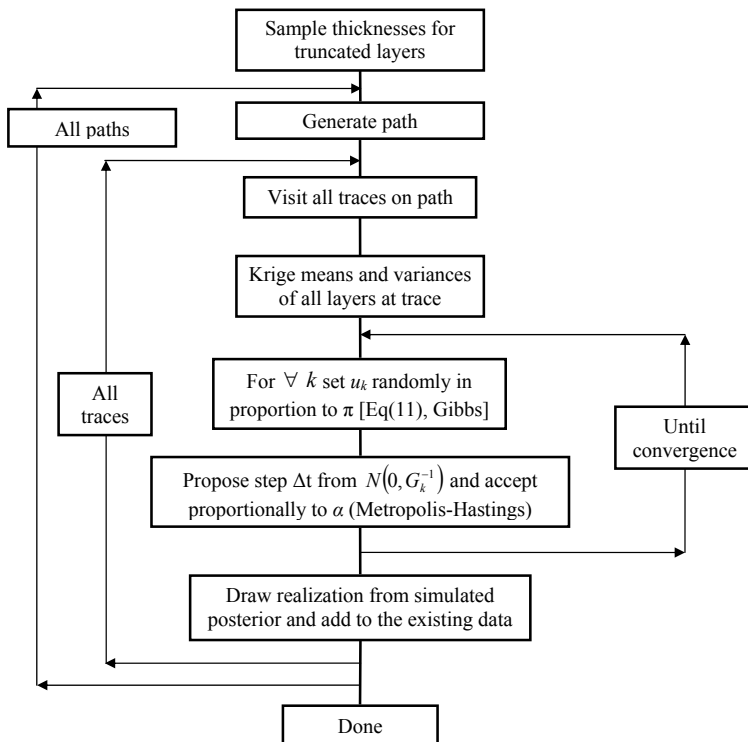 Sample thicknesses for
truncated layers
All paths
Generate path
Visit all traces on path
Krige means and variances
of all layers at trace
All
traces
For ∀ k set uₖ randomly in
proportion to π [Eq(11), Gibbs]
Until
convergence
Propose step Δt from N(0, Gₖ⁻¹) and accept
proportionally to α (Metropolis-Hastings)
Draw realization from simulated
posterior and add to the existing data
Done